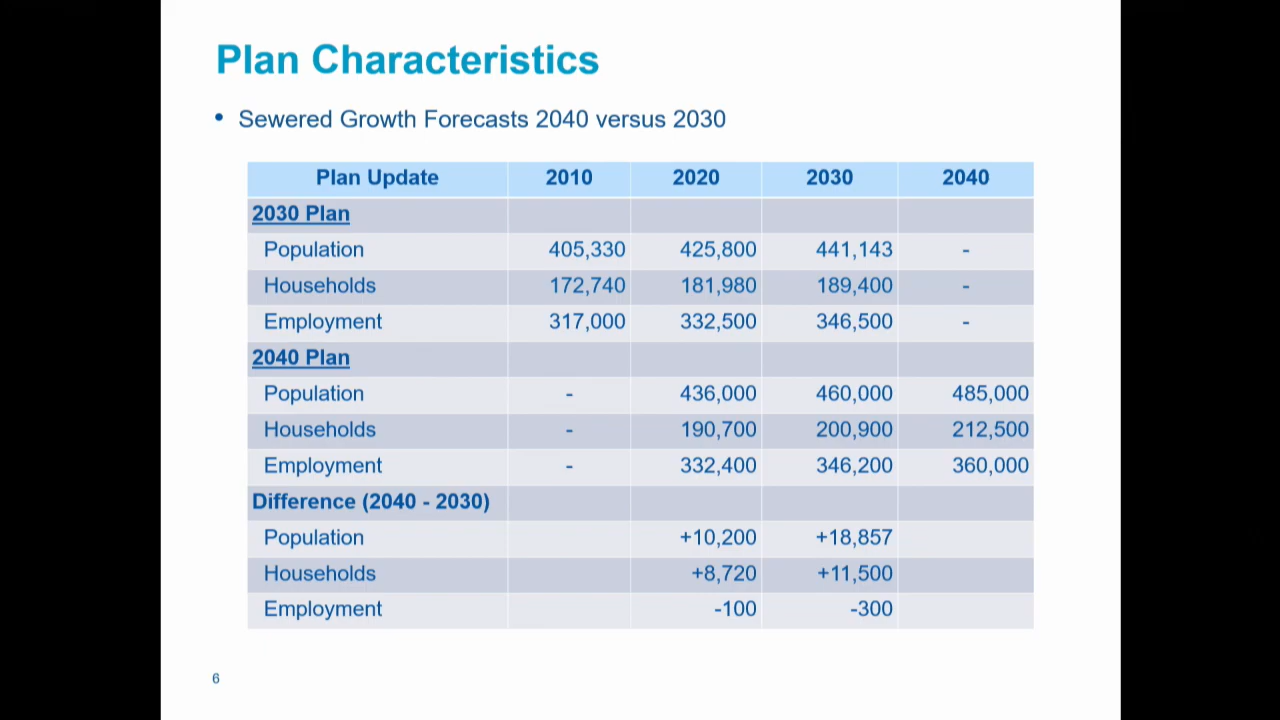 Plan Characteristics
• Sewered Growth Forecasts 2040 versus 2030
Plan Update 2010 2020 2030 2040
2030 Plan
Population 405,330 425,800 441,143 -
Households 172,740 181,980 189,400 -
Employment 317,000 332,500 346,500 -
2040 Plan
Population - 436,000 460,000 485,000
Households - 190,700 200,900 212,500
Employment - 332,400 346,200 360,000
Difference (2040 - 2030)
Population +10,200 +18,857
Households +8,720 +11,500
Employment -100 -300
6